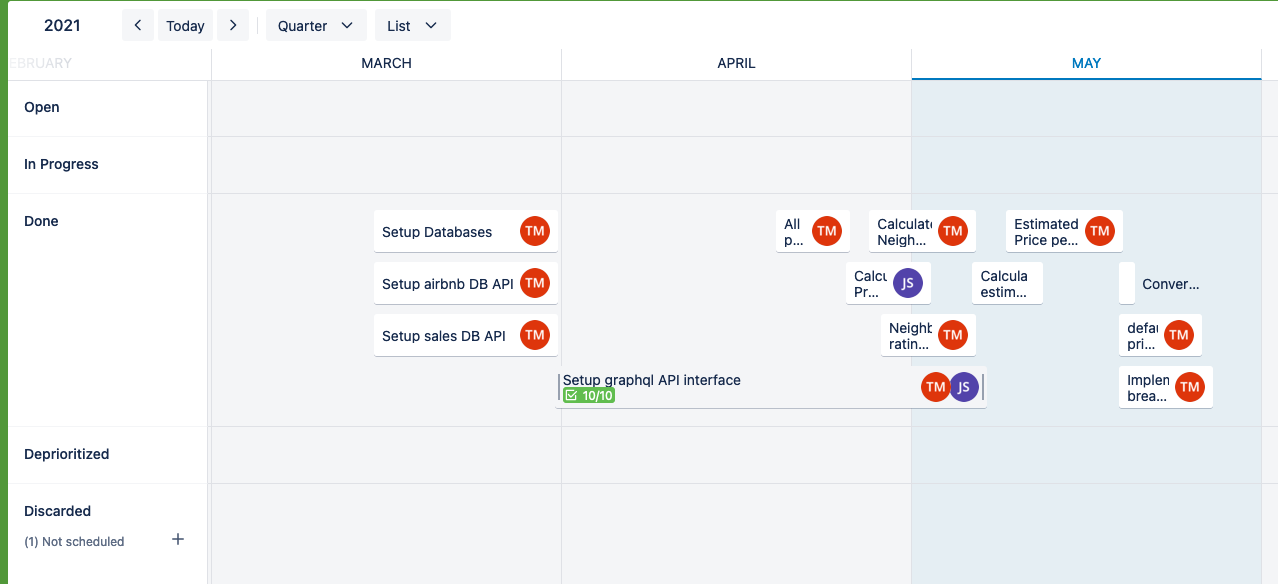 2021
Today
Quarter
List
EBRUARY
MARCH
APRIL
MAY
Open
In Progress
Done
Setup Databases
TM
All
p...
TM
Calculate
Neigh...
TM
Estimated
Price pe...
TM
Setup airbnb DB API
TM
Calcu
Pr...
JS
Calcula
estim...
Conver...
Setup sales DB API
TM
Neighb
ratin...
TM
defau
pri...
TM
Setup graphql API interface
10/10
TM
JS
Implem
brea...
TM
Deprioritized
Discarded
(1) Not scheduled